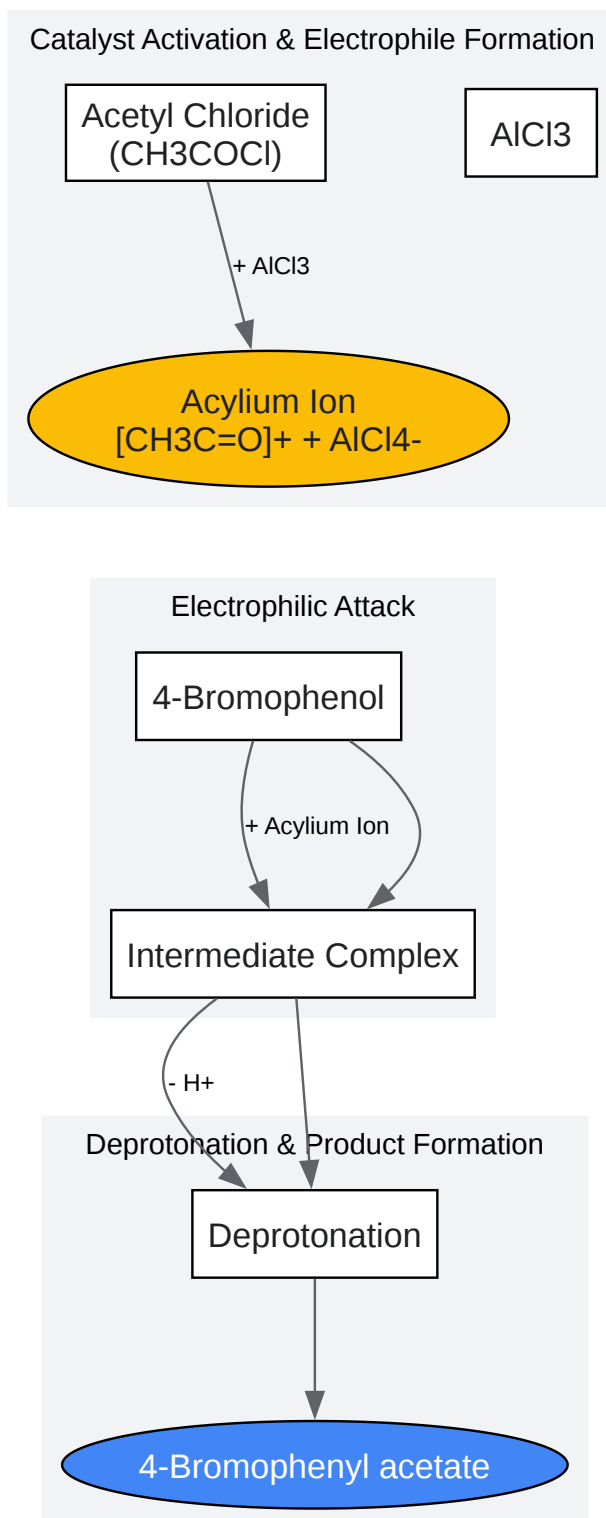 Catalyst Activation & Electrophile Formation
Acetyl Chloride
(CH3COCl)
AlCl3
+ AlCl3
Acylium Ion
[CH3C=O]+ + AlCl4-
Electrophilic Attack
4-Bromophenol
+ Acylium Ion
Intermediate Complex
- H+
Deprotonation & Product Formation
Deprotonation
4-Bromophenyl acetate